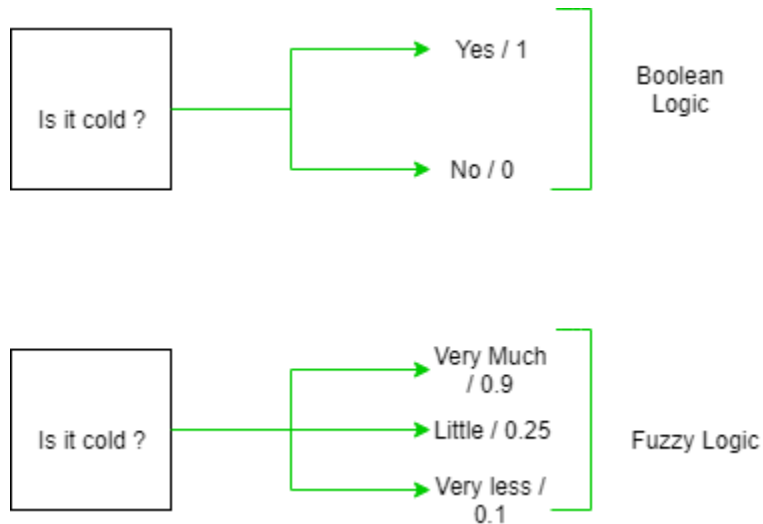 Is it cold ?
Yes / 1
No / 0
Boolean
Logic
Is it cold ?
Very Much
/ 0.9
Little / 0.25
Very less /
0.1
Fuzzy Logic